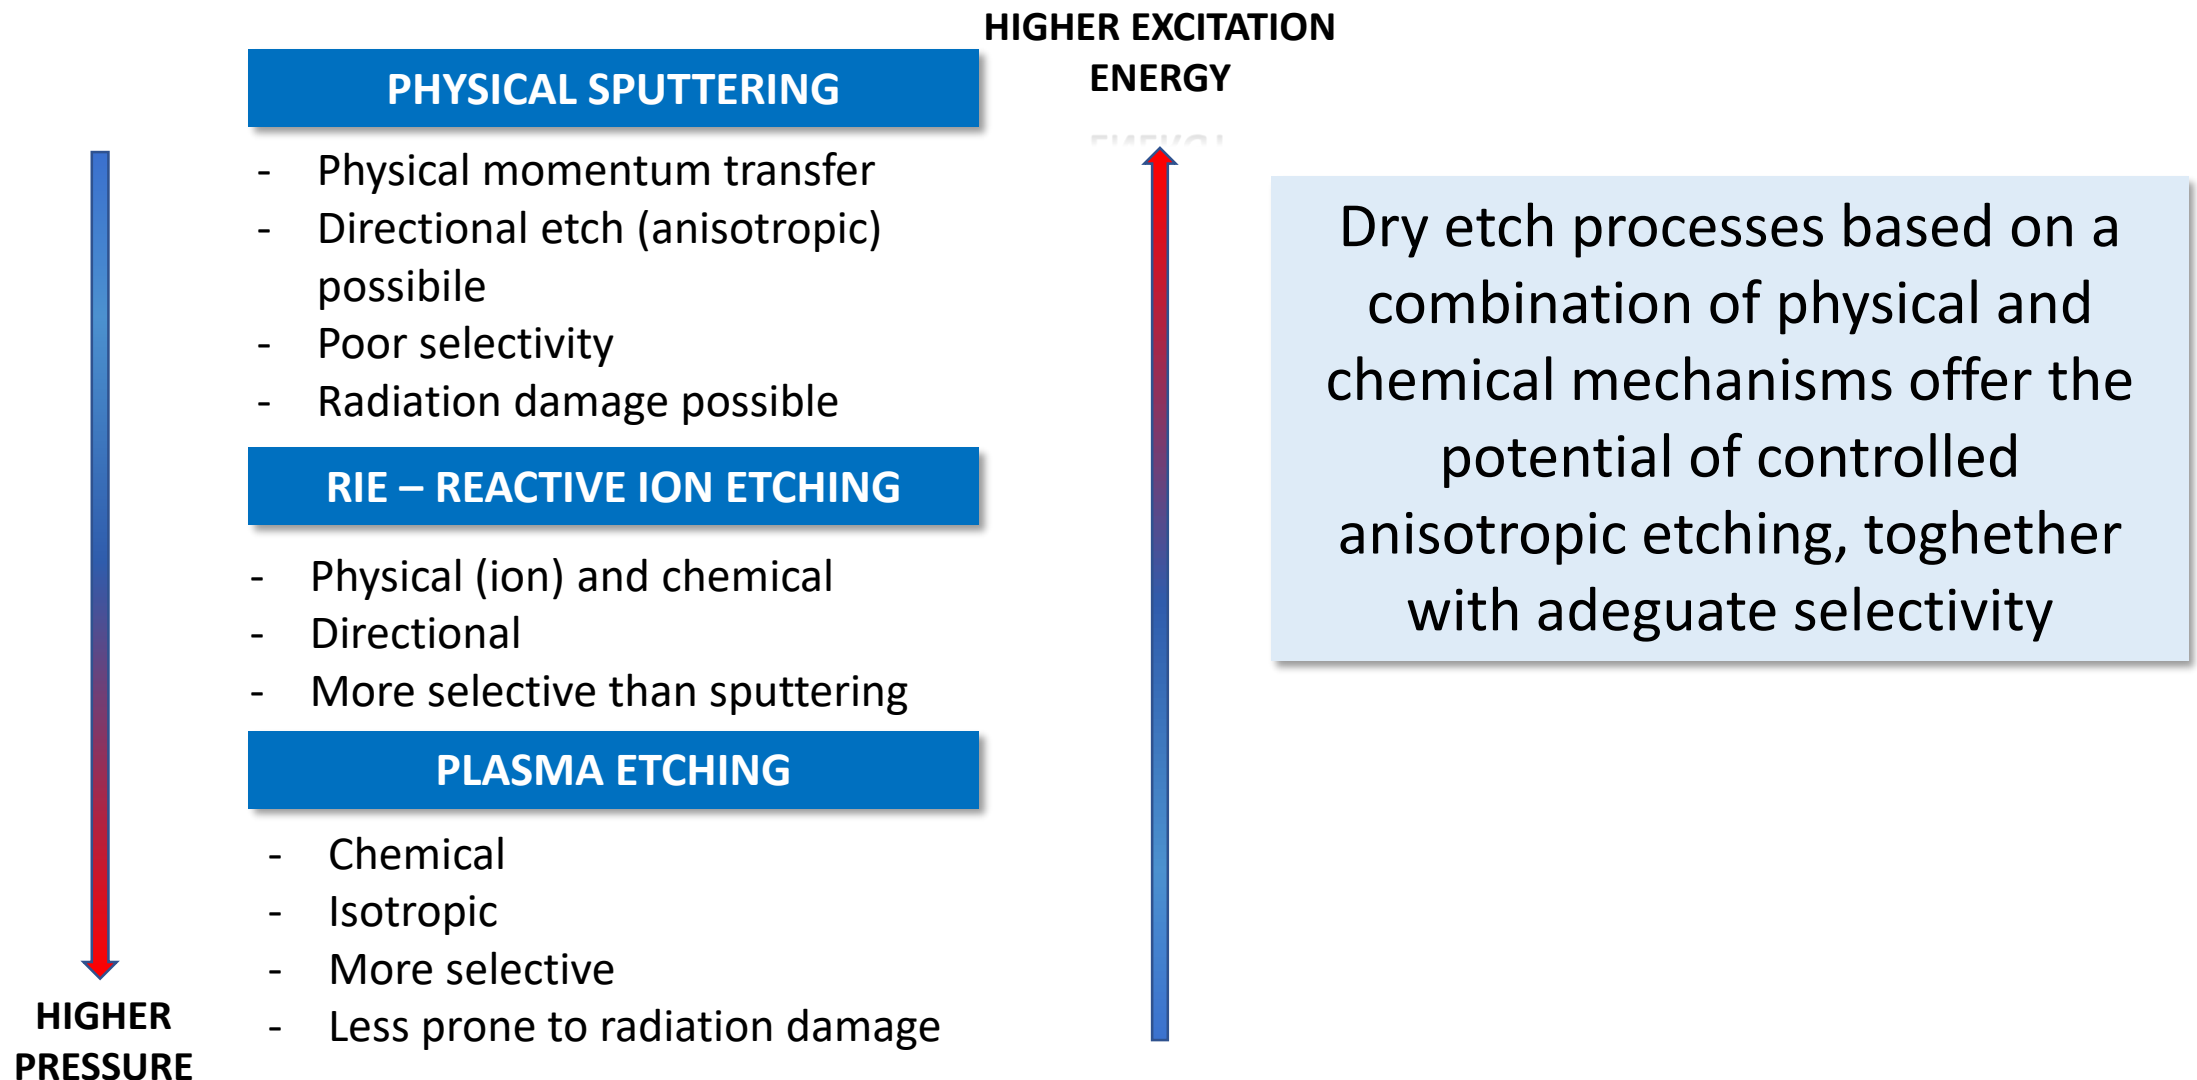 HIGHER EXCITATION
ENERGY
PHYSICAL SPUTTERING
- Physical momentum transfer
- Directional etch (anisotropic)
possibile
- Poor selectivity
- Radiation damage possible
RIE – REACTIVE ION ETCHING
- Physical (ion) and chemical
- Directional
- More selective than sputtering
PLASMA ETCHING
- Chemical
- Isotropic
- More selective
- Less prone to radiation damage
HIGHER
PRESSURE
Dry etch processes based on a
combination of physical and
chemical mechanisms offer the
potential of controlled
anisotropic etching, toghether
with adeguate selectivity